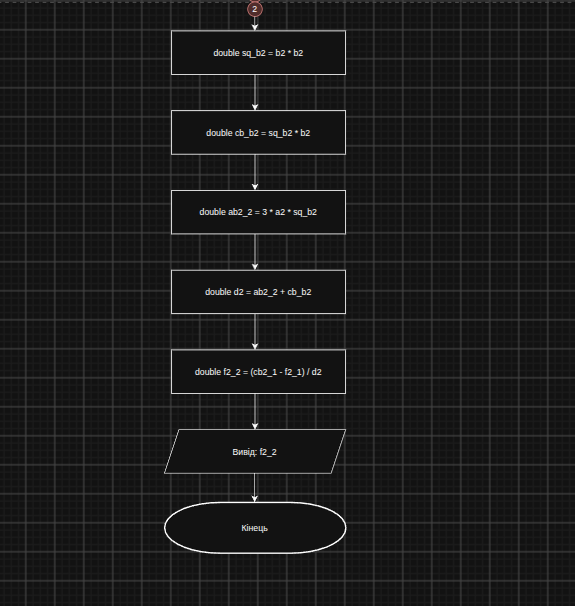 2
double sq_b2 = b2 * b2
double cb_b2 = sq_b2 * b2
double ab2_2 = 3 * a2 * sq_b2
double d2 = ab2_2 + cb_b2
double f2_2 = (cb2_1 - f2_1) / d2
Вивід: f2_2
Кінець